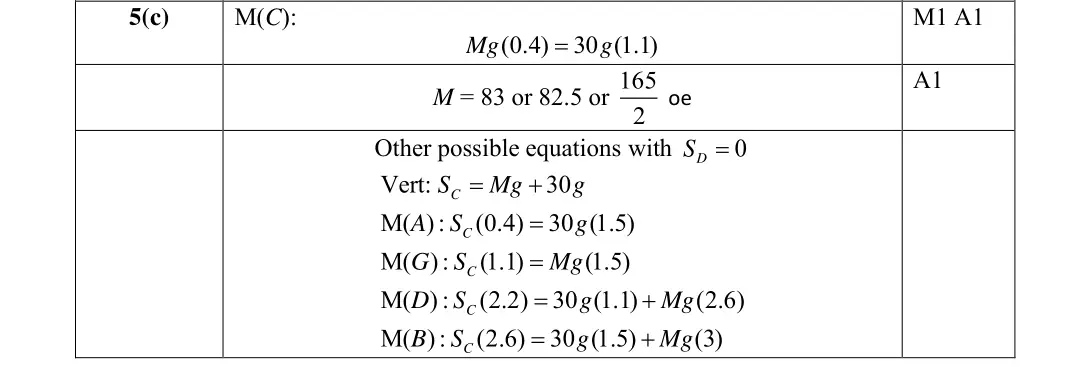 5(c) M(C): M1 A1
Mg(0.4) = 30g(1.1)
M = 83 or 82.5 or 165/2 oe A1
Other possible equations with S_D = 0
Vert: S_C = Mg + 30g
M(A) : S_C(0.4) = 30g(1.5)
M(G) : S_C(1.1) = Mg(1.5)
M(D) : S_C(2.2) = 30g(1.1) + Mg(2.6)
M(B) : S_C(2.6) = 30g(1.5) + Mg(3)